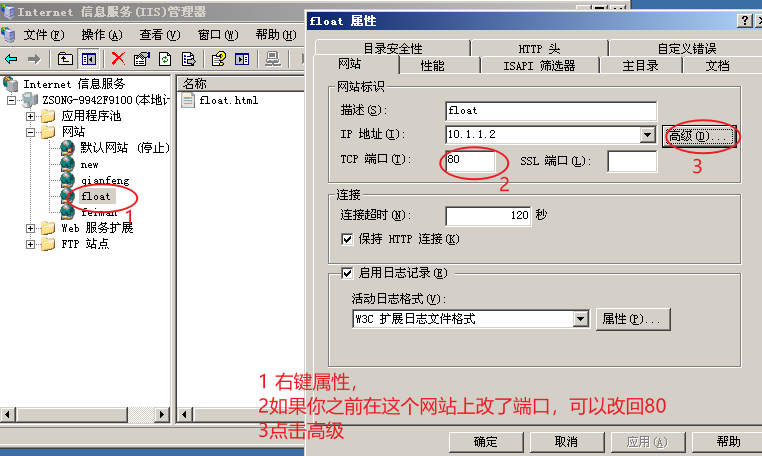 Internet 信息服务(IIS)管理器
文件(F) 操作(A) 查看(V) 窗口(W) 帮助(H)
Internet 信息服务
ZSONG-9942F9100(本地计
应用程序池
网站
默认网站 (停止)
new
qianfeng
float
feiwan
Web 服务扩展
FTP 站点
1
名称
float.html
float 属性
目录安全性 HTTP 头 自定义错误
网站 性能 ISAPI 筛选器 主目录 文档
网站标识
描述(S): float
IP 地址(I): 10.1.1.2 高级(D)...
TCP 端口(T): 80 SSL 端口(L):
2
3
连接
连接超时(N): 120 秒
保持 HTTP 连接(K)
启用日志记录(E)
活动日志格式(V):
W3C 扩展日志文件格式 属性(P)...
1 右键属性,
2如果你之前在这个网站上改了端口，可以改回80
3点击高级
确定 取消 应用(A) 帮助